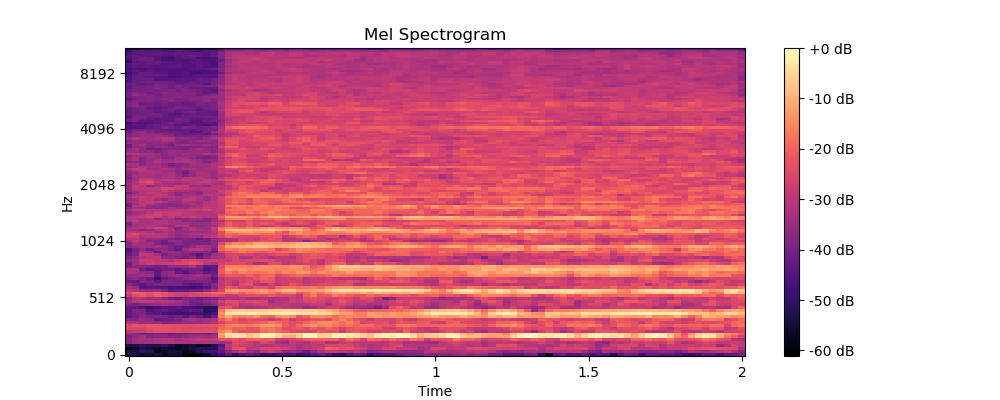 Mel Spectrogram
8192
4096
2048
1024
512
0
Hz
0
0.5
1
1.5
2
Time
+0 dB
-10 dB
-20 dB
-30 dB
-40 dB
-50 dB
-60 dB